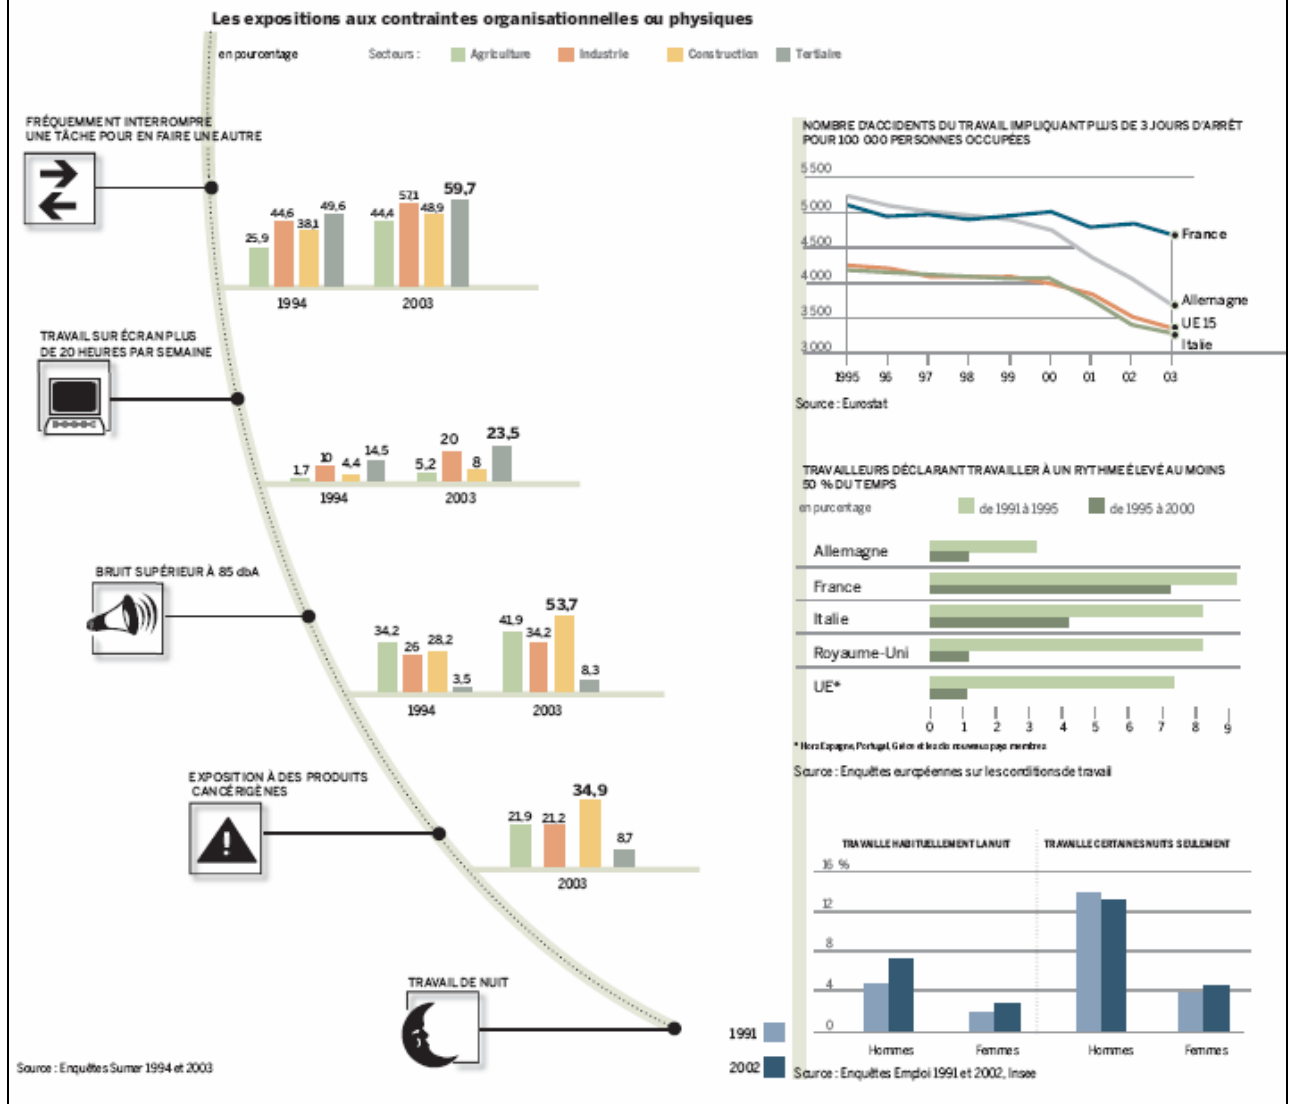 Les expositions aux contraintes organisationnelles ou physiques
en pourcentage
Secteurs : Agriculture Industrie Construction Tertiaire
FRÉQUEMMENT INTERROMPRE
UNE TÂCHE POUR EN FAIRE UNE AUTRE
25,9 44,6 38,1 49,6
44,4 57,1 48,9 59,7
1994 2003
TRAVAIL SUR ÉCRAN PLUS
DE 20 HEURES PAR SEMAINE
1,7 10 4,4 14,5
5,2 20 8 23,5
1994 2003
BRUIT SUPÉRIEUR À 85 dbA
34,2 26 28,2 3,5
41,9 34,2 53,7 8,3
1994 2003
EXPOSITION À DES PRODUITS
CANCÉRIGÈNES
21,9 21,2 34,9 8,7
2003
TRAVAIL DE NUIT
Source : Enquêtes Sumer 1994 et 2003
NOMBRE D'ACCIDENTS DU TRAVAIL IMPLIQUANT PLUS DE 3 JOURS D'ARRÊT
POUR 100 000 PERSONNES OCCUPÉES
5 500
5 000
4 500
4 000
3 500
3 000
France
Allemagne
UE 15
Italie
1995 96 97 98 99 00 01 02 03
Source : Eurostat
TRAVAILLEURS DÉCLARANT TRAVAILLER À UN RYTHME ÉLEVÉ AU MOINS
50 % DU TEMPS
en purcentage
de 1991 à 1995 de 1995 à 2000
Allemagne
France
Italie
Royaume-Uni
UE*
0 1 2 3 4 5 6 7 8 9
* Hors Espagne, Portugal, Grèce et les dix nouveaux pays membres
Source : Enquêtes européennes sur les conditions de travail
TRAVAILLE HABITUELLEMENT LA NUIT TRAVAILLE CERTAINES NUITS SEULEMENT
16 %
12
8
4
0
Hommes Femmes Hommes Femmes
1991
2002
Source : Enquêtes Emploi 1991 et 2002, Insee